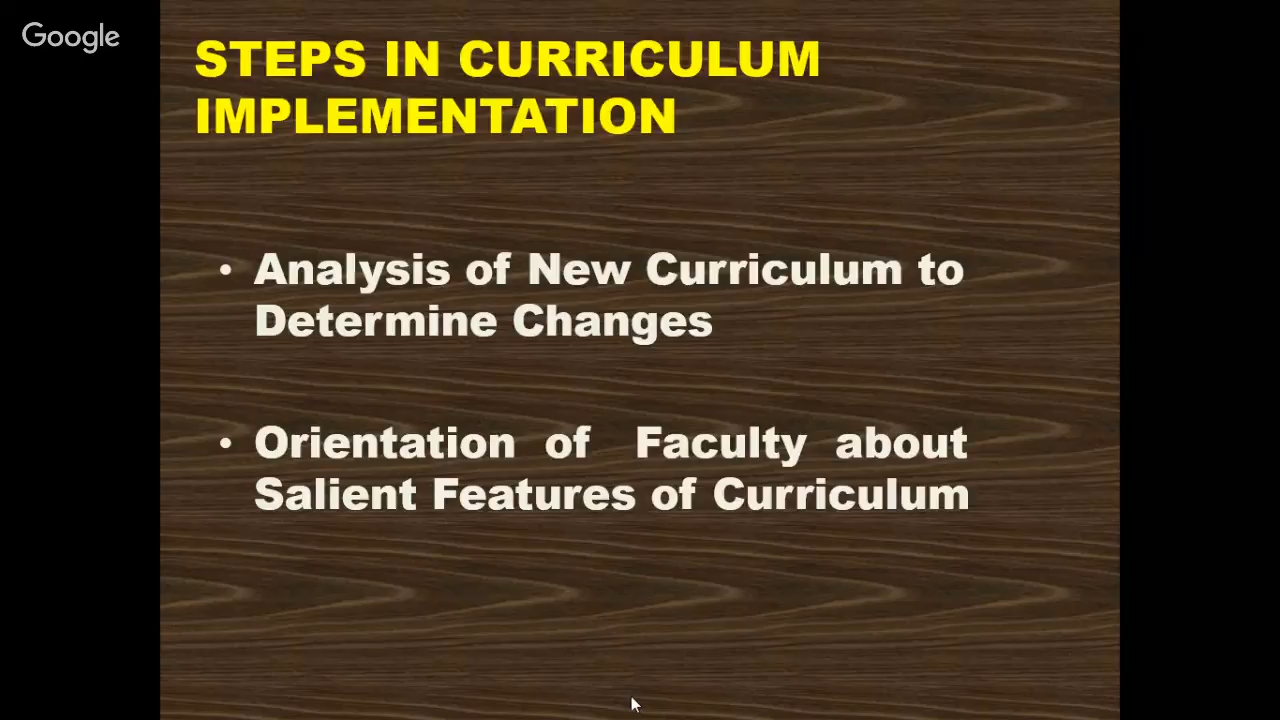 Google
STEPS IN CURRICULUM
IMPLEMENTATION
• Analysis of New Curriculum to
Determine Changes
• Orientation of Faculty about
Salient Features of Curriculum